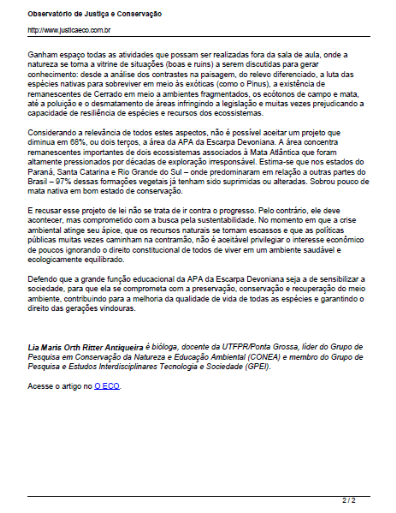 Observatório de Justiça e Conservação
http://www.justicaeco.com.br
Ganham espaço todas as atividades que possam ser realizadas fora da sala de aula, onde a
natureza se torna a vitrine de situações (boas e ruins) a serem discutidas para gerar
conhecimento: desde a análise dos contrastes na paisagem, do relevo diferenciado, a luta das
espécies nativas para sobreviver em meio às exóticas (como o Pinus), a existência de
remanescentes de Cerrado em meio a ambientes fragmentados, os ecótonos de campo e mata,
até a poluição e o desmatamento de áreas infringindo a legislação e muitas vezes prejudicando a
capacidade de resiliência de espécies e recursos dos ecossistemas.
Considerando a relevância de todos estes aspectos, não é possível aceitar um projeto que
diminua em 68%, ou dois terços, a área da APA da Escarpa Devoniana. A área concentra
remanescentes importantes de dois ecossistemas associados à Mata Atlântica que foram
altamente pressionados por décadas de exploração irresponsável. Estima-se que nos estados do
Paraná, Santa Catarina e Rio Grande do Sul – onde predominaram em relação a outras partes do
Brasil – 97% dessas formações vegetais já tenham sido suprimidas ou alteradas. Sobrou pouco de
mata nativa em bom estado de conservação.
E recusar esse projeto de lei não se trata de ir contra o progresso. Pelo contrário, ele deve
acontecer, mas comprometido com a busca pela sustentabilidade. No momento em que a crise
ambiental atinge seu ápice, que os recursos naturais se tornam escassos e que as políticas
públicas muitas vezes caminham na contramão, não é aceitável privilegiar o interesse econômico
de poucos ignorando o direito constitucional de todos de viver em um ambiente saudável e
ecologicamente equilibrado.
Defendo que a grande função educacional da APA da Escarpa Devoniana seja a de sensibilizar a
sociedade, para que ela se comprometa com a preservação, conservação e recuperação do meio
ambiente, contribuindo para a melhoria da qualidade de vida de todas as espécies e garantindo o
direito das gerações vindouras.
Lia Maris Orth Ritter Antiqueira é bióloga, docente da UTFPR/Ponta Grossa, líder do Grupo de
Pesquisa em Conservação da Natureza e Educação Ambiental (CONEA) e membro do Grupo de
Pesquisa e Estudos Interdisciplinares Tecnologia e Sociedade (GPEI).
Acesse o artigo no O ECO.
2 / 2